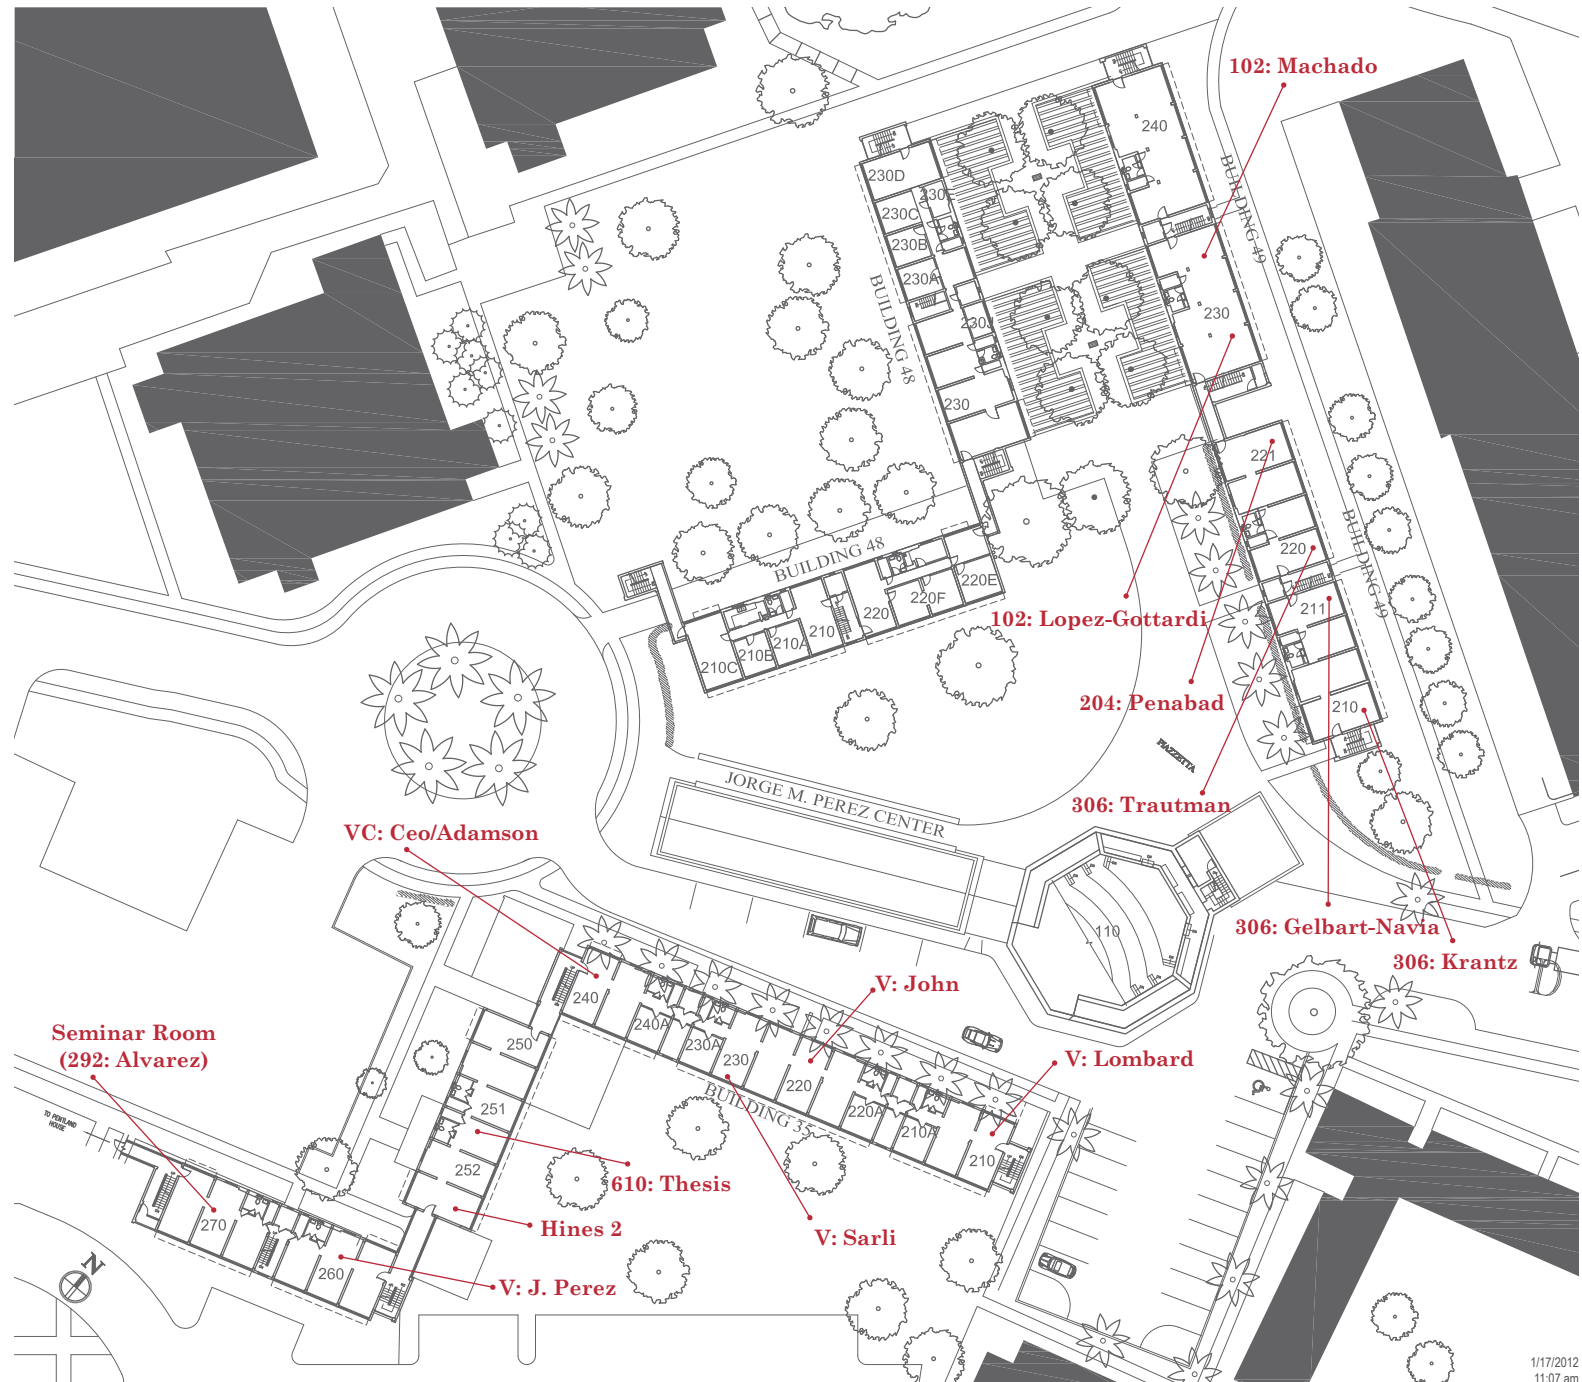 102: Machado
240
BUILDING 49
230D
230E
230C
230B
230A
BUILDING 48
230J
230
230
221
BUILDING 49
220
211
210
BUILDING 48
220E
220F
220
210
210A
210B
210C
102: Lopez-Gottardi
204: Penabad
PIAZZETTA
306: Trautman
JORGE M. PEREZ CENTER
VC: Ceo/Adamson
110
306: Gelbart-Navia
306: Krantz
V: John
V: Lombard
240
240A
230A
230
220
220A
210A
210
BUILDING 35
250
251
252
Seminar Room
(292: Alvarez)
TO PENTLAND
HOUSE
610: Thesis
Hines 2
V: Sarli
270
260
V: J. Perez
N
1/17/2012
11:07 am